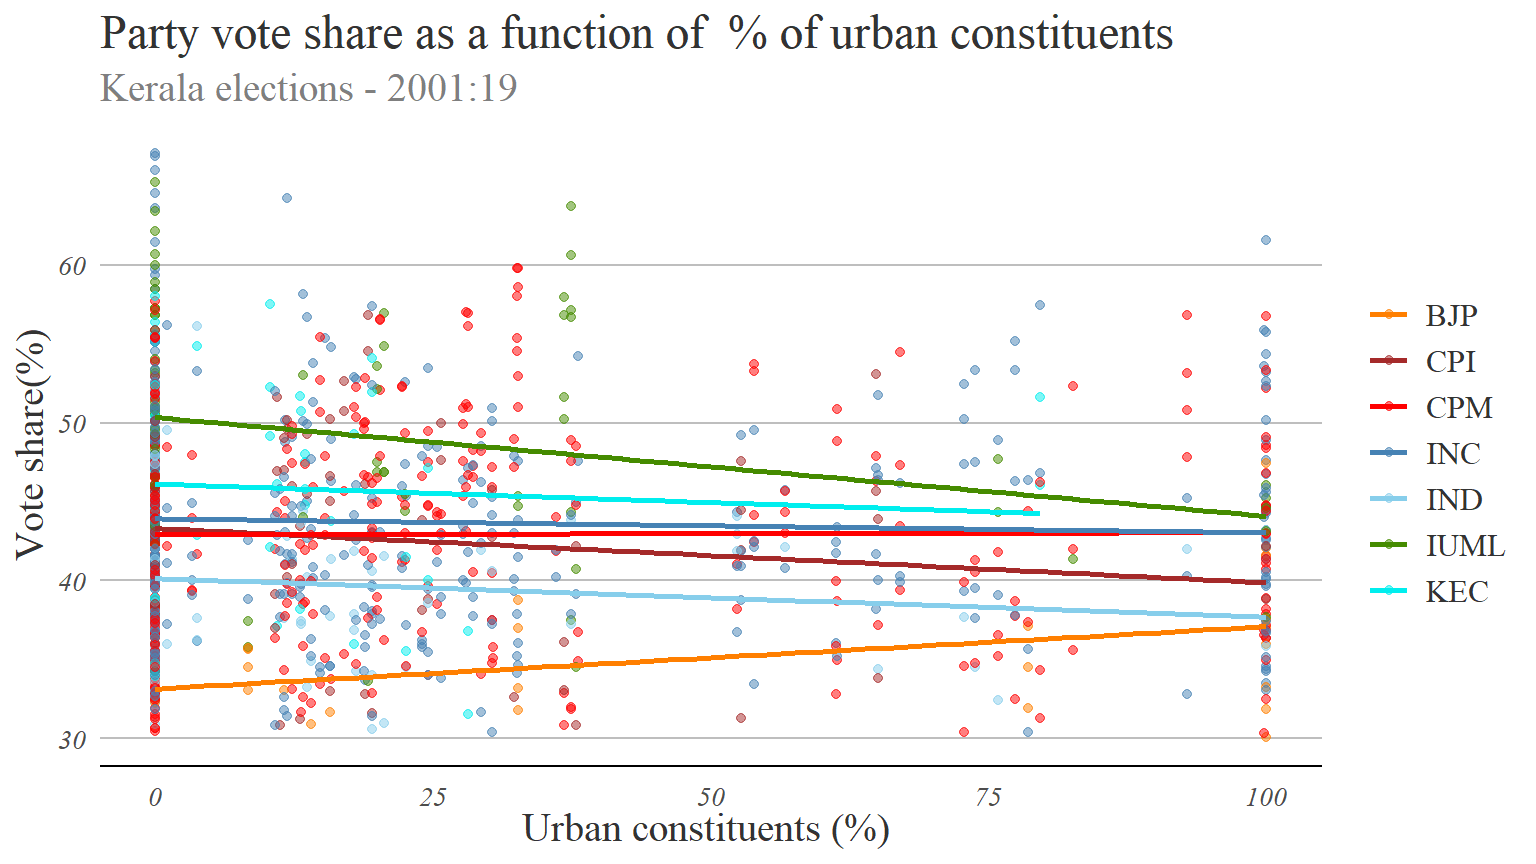 Party vote share as a function of  % of urban constituents
Kerala elections - 2001:19
Vote share(%)
60
50
40
30
0
25
50
75
100
Urban constituents (%)
BJP
CPI
CPM
INC
IND
IUML
KEC